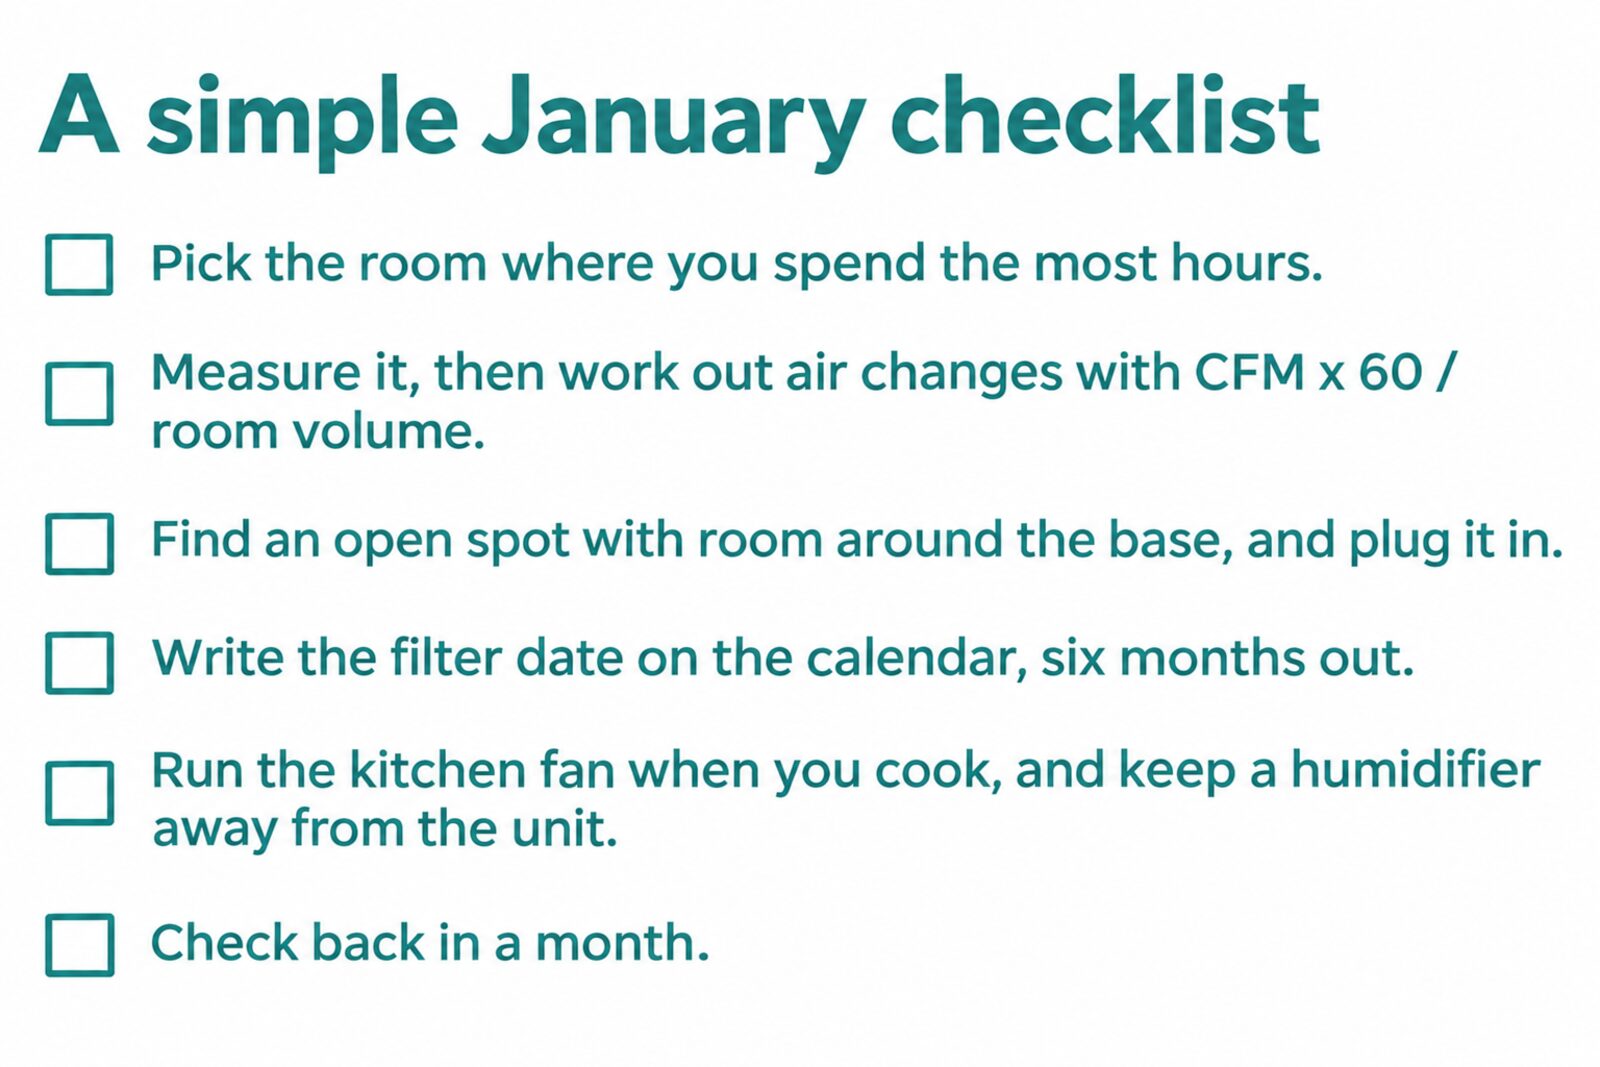 A simple January checklist
Pick the room where you spend the most hours.
Measure it, then work out air changes with CFM x 60 /
room volume.
Find an open spot with room around the base, and plug it in.
Write the filter date on the calendar, six months out.
Run the kitchen fan when you cook, and keep a humidifier
away from the unit.
Check back in a month.